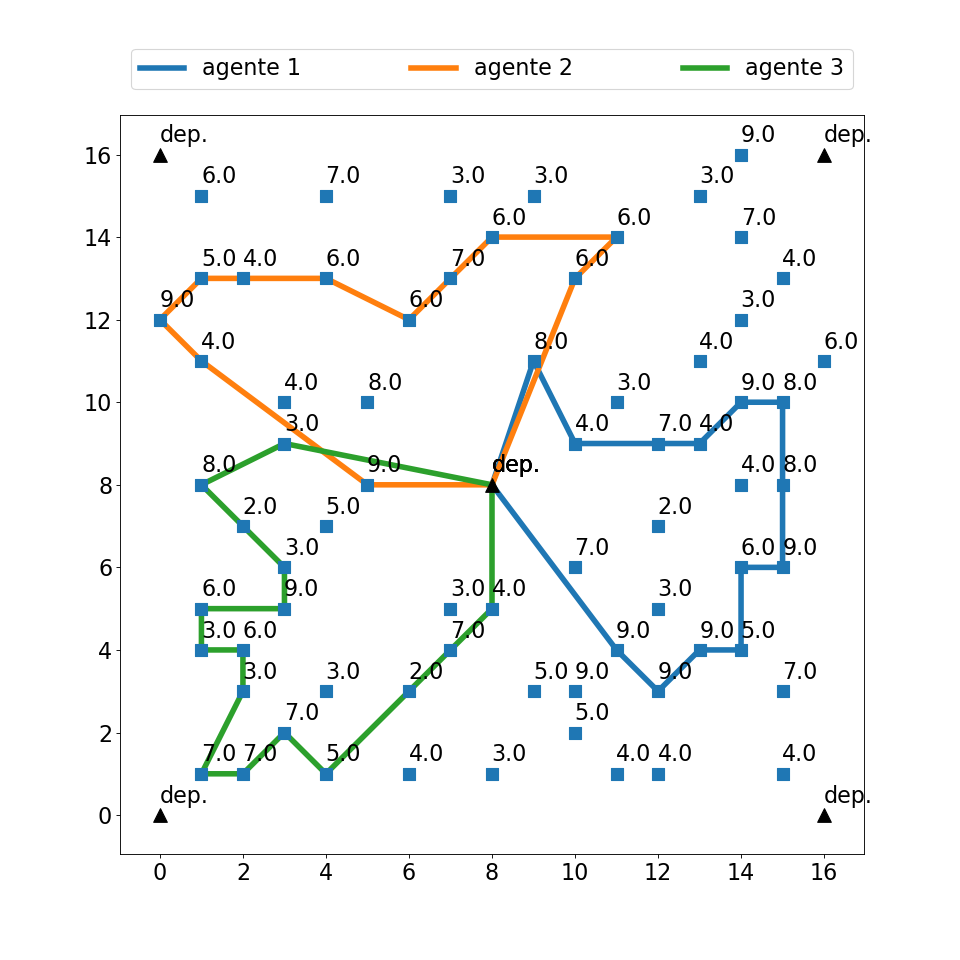 agente 1 agente 2 agente 3
dep. 9.0 dep.
16
6.0 7.0 3.0 3.0 3.0
6.0 6.0 7.0
14
5.0 4.0 6.0 7.0 6.0 4.0
9.0 6.0 3.0
12
4.0 8.0 4.0 6.0
4.0 8.0 3.0 9.0 8.0
10
3.0 4.0 7.0 4.0
8.0 9.0 dep. dep. 4.0 8.0
8
2.0 5.0 2.0
3.0 7.0 6.0 9.0
6
6.0 9.0 3.0 4.0 3.0
3.0 6.0 7.0 9.0 9.0 5.0
4
3.0 3.0 2.0 5.0 9.0 9.0 7.0
7.0 5.0
2
7.0 7.0 5.0 4.0 3.0 4.0 4.0 4.0
dep. dep.
0
0 2 4 6 8 10 12 14 16